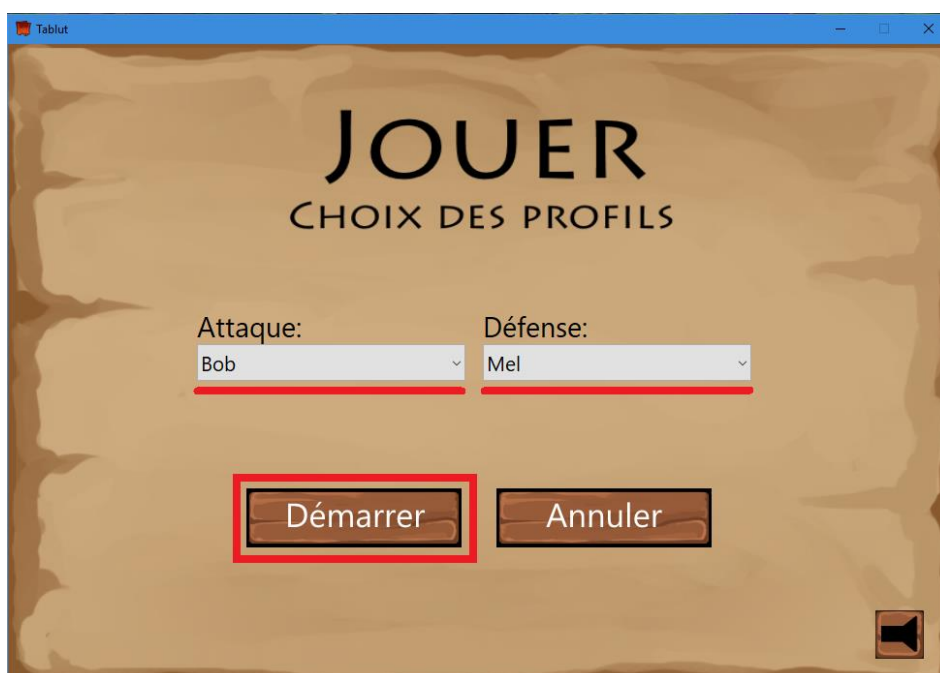 Tablut
JOUER
CHOIX DES PROFILS
Attaque: Défense:
Bob Mel
Démarrer Annuler